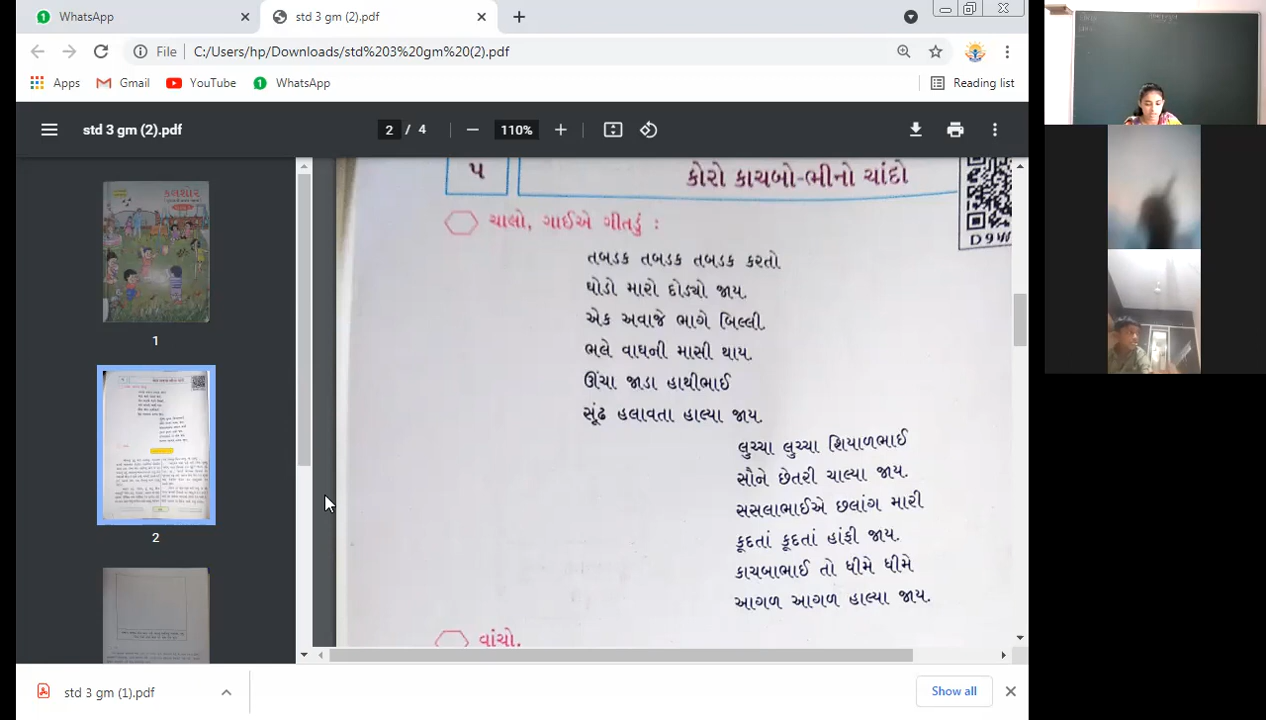 WhatsApp
std 3 gm (2).pdf
File
C:/Users/hp/Downloads/std%203%20gm%20(2).pdf
Apps
Gmail
YouTube
WhatsApp
Reading list
std 3 gm (2).pdf
2 / 4
110%
કલશોર
1
2
૫
કોરો કાચબો-ભીનો ચાંદો
D9W
ચાલો, ગાઈએ ગીતડું :
તબડક તબડક તબડક કરતો
ઘોડો મારો દોડ્યો જાય.
એક અવાજે ભાગે બિલ્લી.
ભલે વાઘની માસી થાય.
ઊંચા જાડા હાથીભાઈ
સૂંઢ હલાવતા હાલ્યા જાય.
લુચ્ચા લુચ્ચા શિયાળભાઈ
સૌને છેતરી ચાલ્યા જાય.
સસલાભાઈએ છલાંગ મારી
કૂદતાં કૂદતાં હાંફી જાય.
કાચબાભાઈ તો ધીમે ધીમે
આગળ આગળ હાલ્યા જાય.
વાંચો.
std 3 gm (1).pdf
Show all